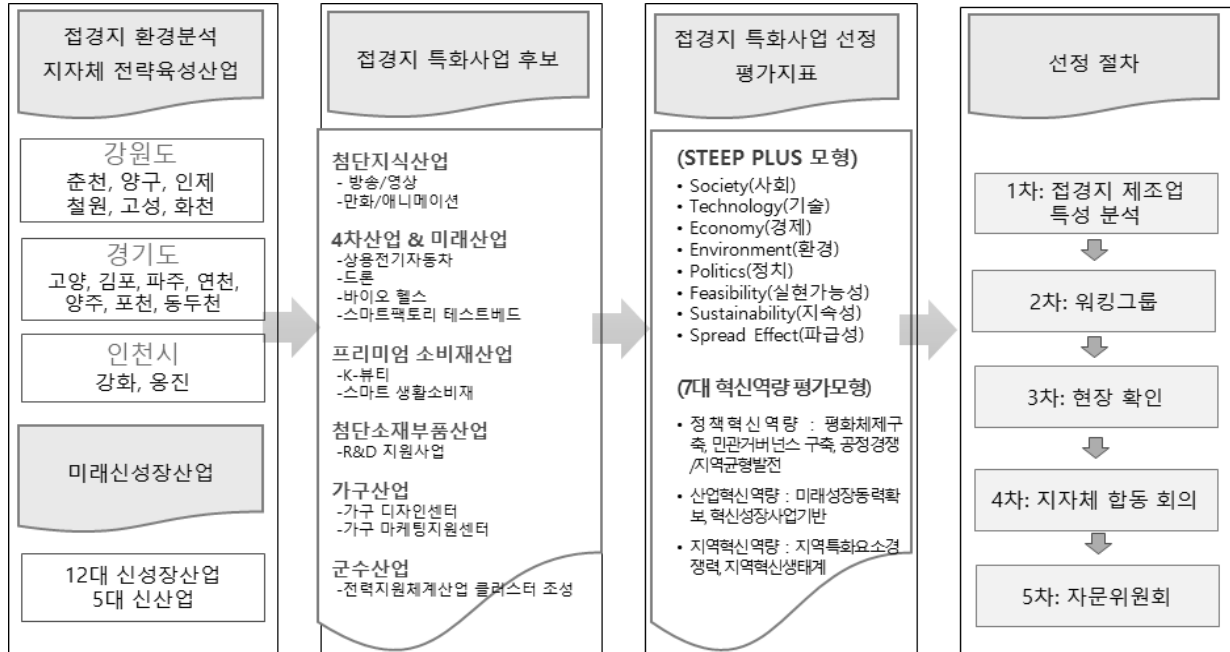 접경지 환경분석
지자체 전략육성산업
강원도
춘천, 양구, 인제
철원, 고성, 화천
경기도
고양, 김포, 파주, 연천,
양주, 포천, 동두천
인천시
강화, 옹진
미래신성장산업
12대 신성장산업
5대 신산업
접경지 특화사업 후보
첨단지식산업
- 방송/영상
-만화/애니메이션
4차산업 & 미래산업
-상용전기자동차
-드론
-바이오 헬스
-스마트팩토리 테스트베드
프리미엄 소비재산업
-K-뷰티
-스마트 생활소비재
첨단소재부품산업
-R&D 지원사업
가구산업
-가구 디자인센터
-가구 마케팅지원센터
군수산업
-전력지원체계산업 클러스터 조성
접경지 특화사업 선정
평가지표
(STEEP PLUS 모형)
• Society(사회)
• Technology(기술)
• Economy(경제)
• Environment(환경)
• Politics(정치)
• Feasibility(실현가능성)
• Sustainability(지속성)
• Spread Effect(파급성)
(7대 혁신역량 평가모형)
• 정책혁신역량 : 평화체제구
축, 민관거버넌스 구축, 공정경쟁
/지역균형발전
• 산업혁신역량 : 미래성장동력확
보, 혁신성장사업기반
• 지역혁신역량 : 지역특화요소경
쟁력, 지역혁신생태계
선정 절차
1차: 접경지 제조업
특성 분석
2차: 워킹그룹
3차: 현장 확인
4차: 지자체 합동 회의
5차: 자문위원회